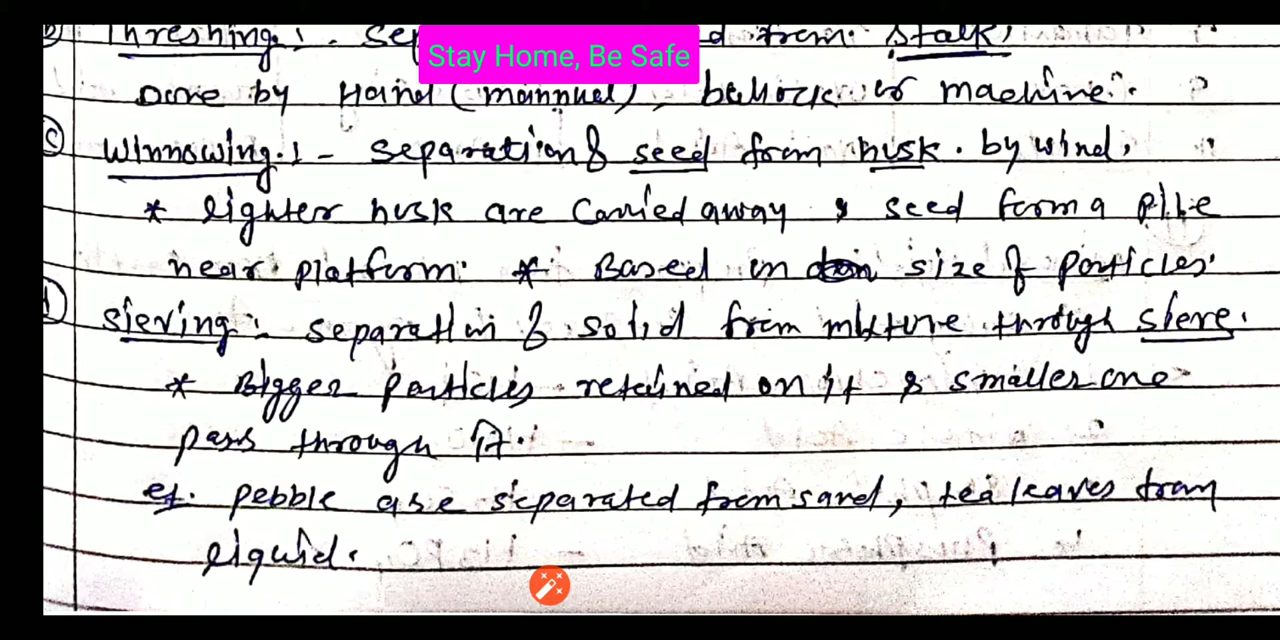 Threshing :- Sep d from stalk,
Stay Home, Be Safe
Done by Hand (mannual), bullock or machine.
C Winnowing :- Separation of seed from husk. by wind,
* lighter husk are carried away & seed form a pile
near platform. * Based on size of particles.
d Sieving :- Separation of solid from mixture through sieve.
* Bigger particles retained on it & smaller one
pass through it.
eg. pebble are separated from sand, tea leaves from
liquid.